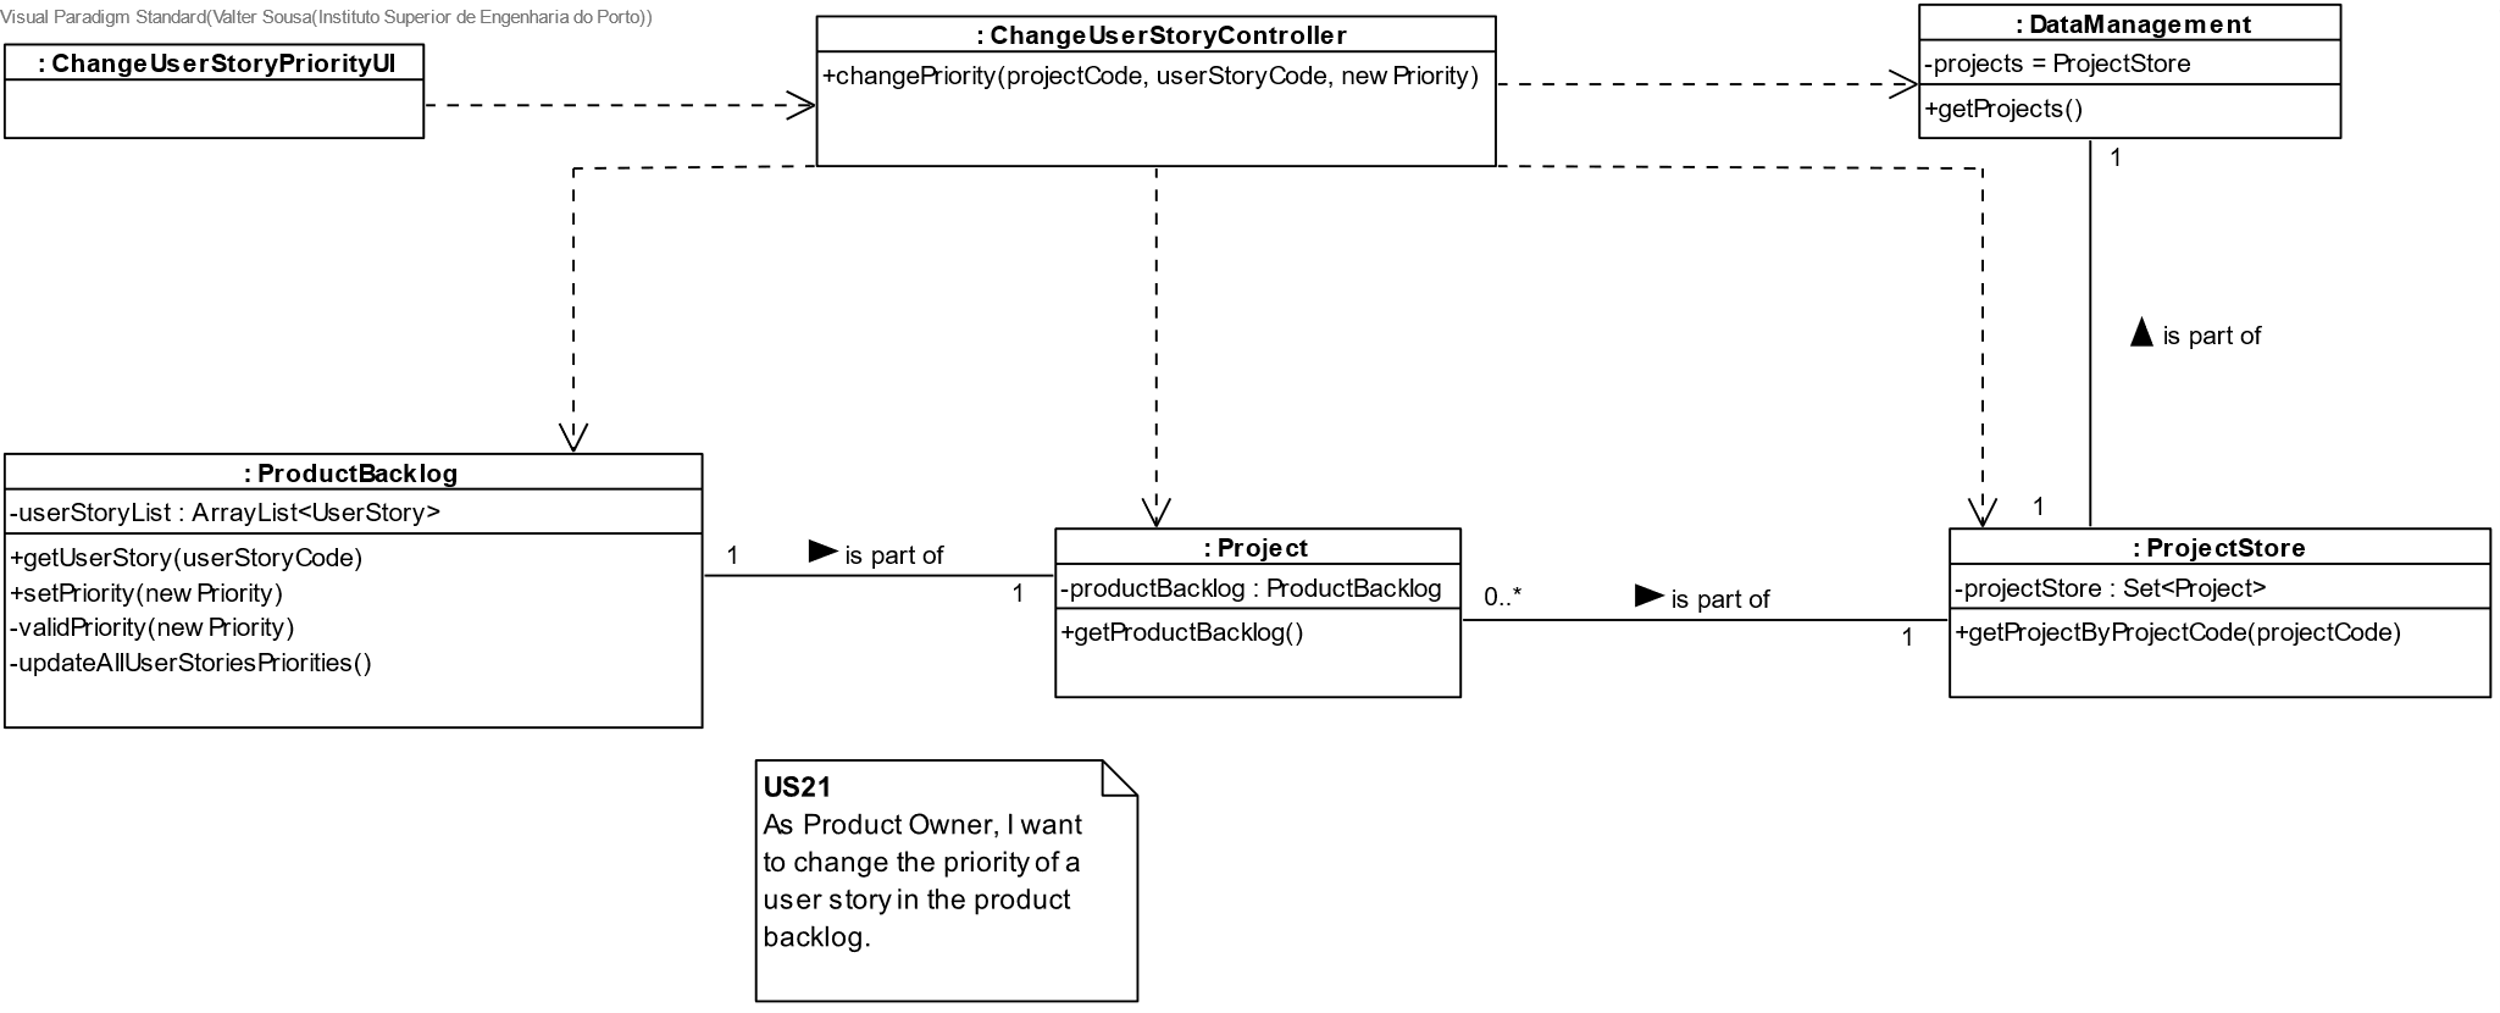 Visual Paradigm Standard(Valter Sousa(Instituto Superior de Engenharia do Porto))
: ChangeUserStoryPriorityUI
: ChangeUserStoryController
+changePriority(projectCode, userStoryCode, newPriority)
: DataManagement
-projects = ProjectStore
+getProjects()
1
is part of
1
: ProductBacklog
-userStoryList : ArrayList<UserStory>
+getUserStory(userStoryCode)
+setPriority(newPriority)
-validPriority(newPriority)
-updateAllUserStoriesPriorities()
1
is part of
1
: Project
-productBacklog : ProductBacklog
+getProductBacklog()
0..*
is part of
1
: ProjectStore
-projectStore : Set<Project>
+getProjectByProjectCode(projectCode)
US21
As Product Owner, I want
to change the priority of a
user story in the product
backlog.